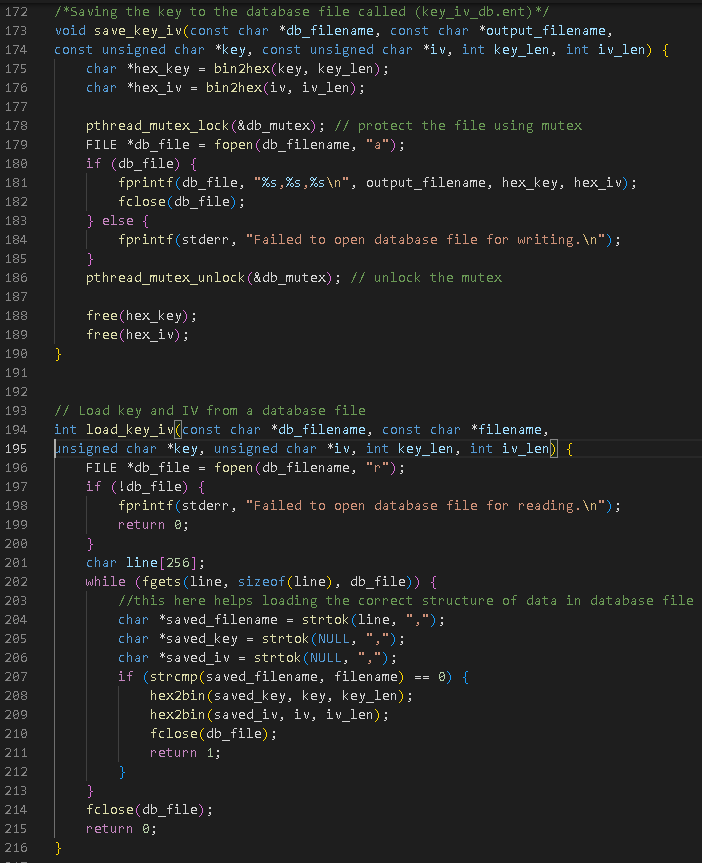 172 /*Saving the key to the database file called (key_iv_db.ent)*/
173 void save_key_iv(const char *db_filename, const char *output_filename,
174 const unsigned char *key, const unsigned char *iv, int key_len, int iv_len) {
175     char *hex_key = bin2hex(key, key_len);
176     char *hex_iv = bin2hex(iv, iv_len);
177
178     pthread_mutex_lock(&db_mutex); // protect the file using mutex
179     FILE *db_file = fopen(db_filename, "a");
180     if (db_file) {
181         fprintf(db_file, "%s,%s,%s\n", output_filename, hex_key, hex_iv);
182         fclose(db_file);
183     } else {
184         fprintf(stderr, "Failed to open database file for writing.\n");
185     }
186     pthread_mutex_unlock(&db_mutex); // unlock the mutex
187
188     free(hex_key);
189     free(hex_iv);
190 }
191
192
193 // Load key and IV from a database file
194 int load_key_iv(const char *db_filename, const char *filename,
195 unsigned char *key, unsigned char *iv, int key_len, int iv_len) {
196     FILE *db_file = fopen(db_filename, "r");
197     if (!db_file) {
198         fprintf(stderr, "Failed to open database file for reading.\n");
199         return 0;
200     }
201     char line[256];
202     while (fgets(line, sizeof(line), db_file)) {
203         //this here helps loading the correct structure of data in database file
204         char *saved_filename = strtok(line, ",");
205         char *saved_key = strtok(NULL, ",");
206         char *saved_iv = strtok(NULL, ",");
207         if (strcmp(saved_filename, filename) == 0) {
208             hex2bin(saved_key, key, key_len);
209             hex2bin(saved_iv, iv, iv_len);
210             fclose(db_file);
211             return 1;
212         }
213     }
214     fclose(db_file);
215     return 0;
216 }